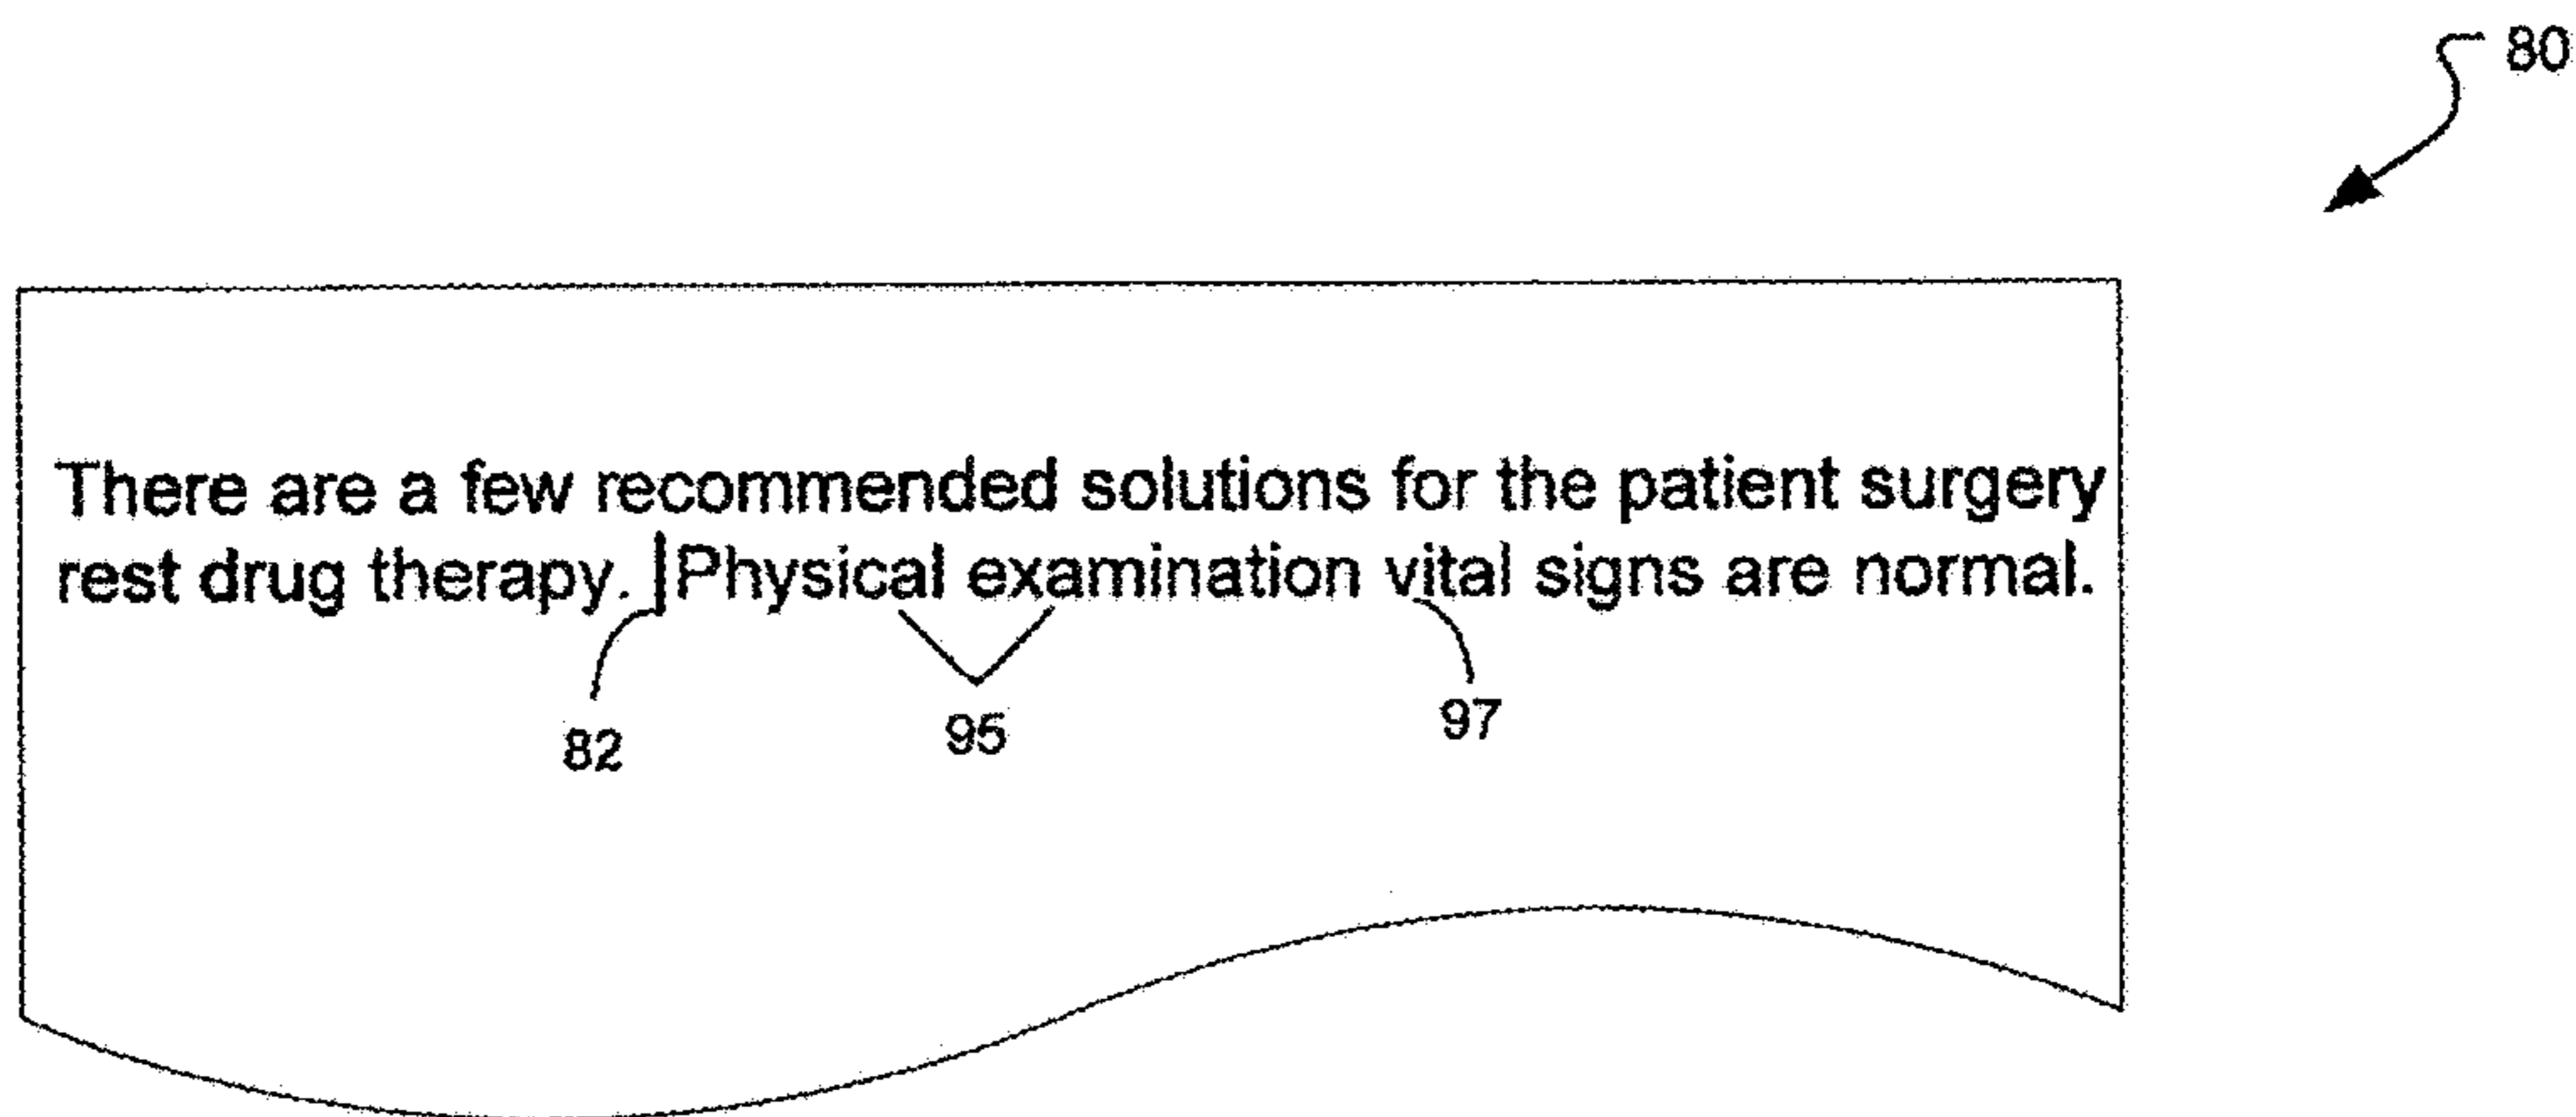 80
There are a few recommended solutions for the patient surgery
rest drug therapy. |Physical examination vital signs are normal.
82 95 97